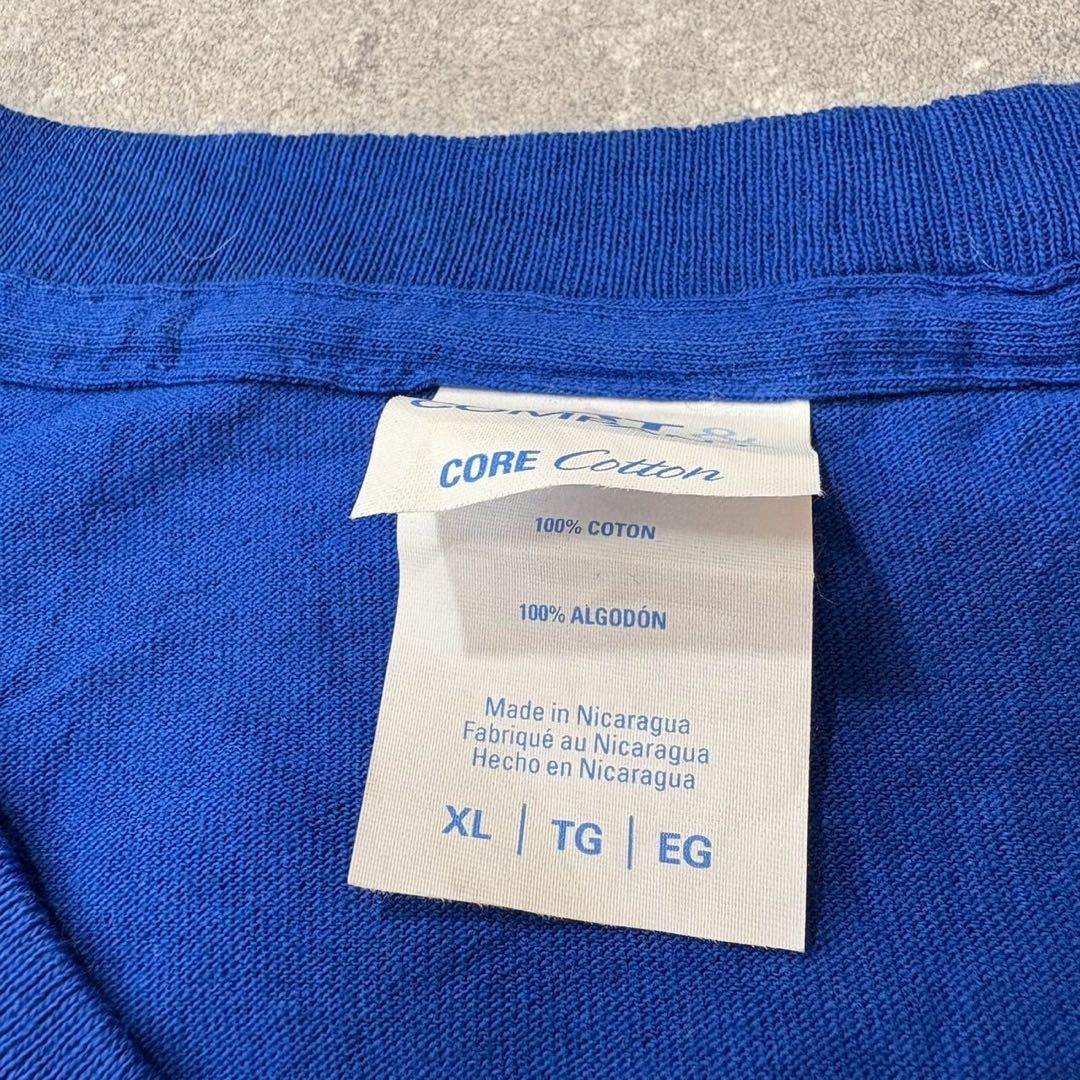 CORE Cotton
100% COTON
100% ALGODÓN
Made in Nicaragua
Fabriqué au Nicaragua
Hecho en Nicaragua
XL | TG | EG